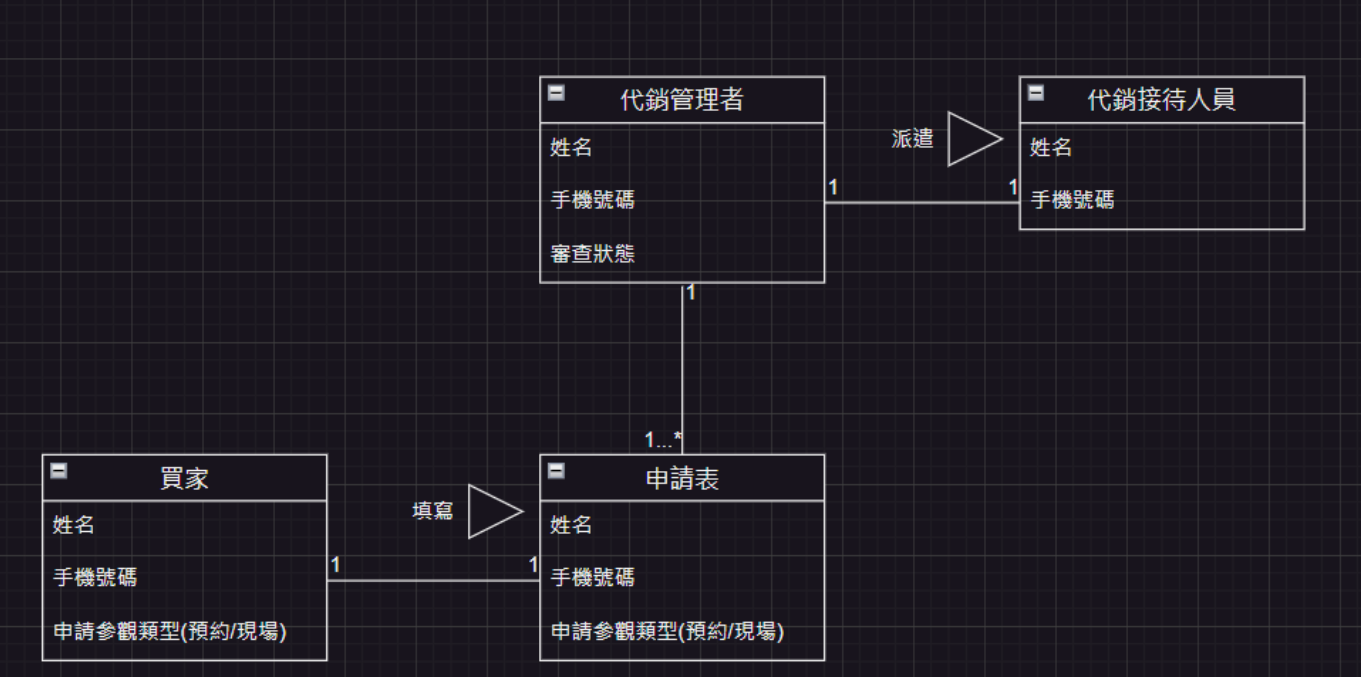 代銷管理者
姓名
手機號碼
審查狀態
派遣
1
1
代銷接待人員
姓名
手機號碼
1
1...*
買家
姓名
手機號碼
申請參觀類型(預約/現場)
填寫
1
1
申請表
姓名
手機號碼
申請參觀類型(預約/現場)